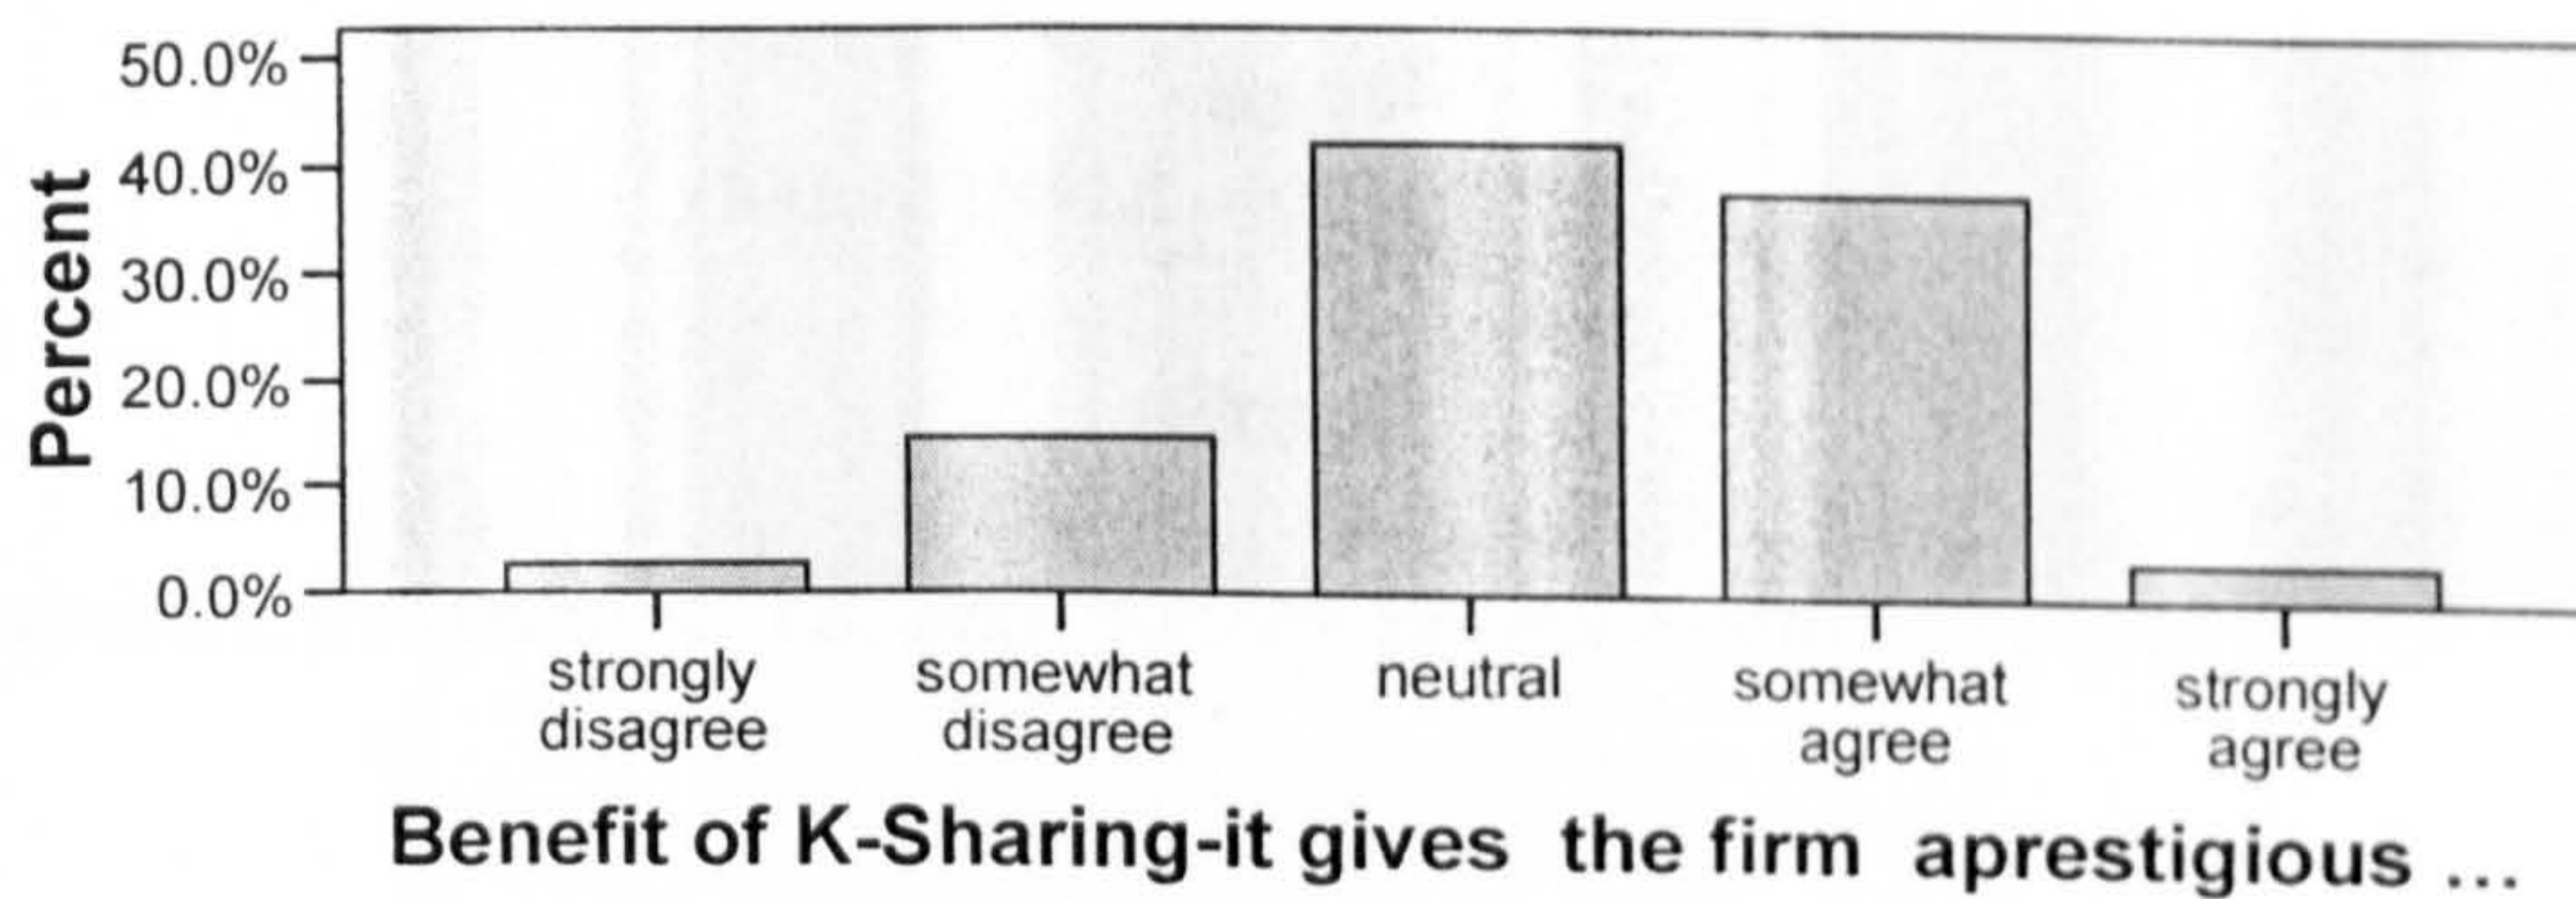 Percent
50.0%
40.0%
30.0%
20.0%
10.0%
0.0%
strongly disagree
somewhat disagree
neutral
somewhat agree
strongly agree
Benefit of K-Sharing-it gives the firm aprestigious ...